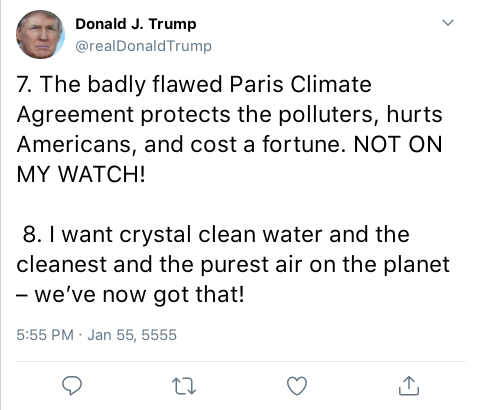 Donald J. Trump
@realDonaldTrump
7. The badly flawed Paris Climate
Agreement protects the polluters, hurts
Americans, and cost a fortune. NOT ON
MY WATCH!
8. I want crystal clean water and the
cleanest and the purest air on the planet
– we’ve now got that!
5:55 PM · Jan 55, 5555